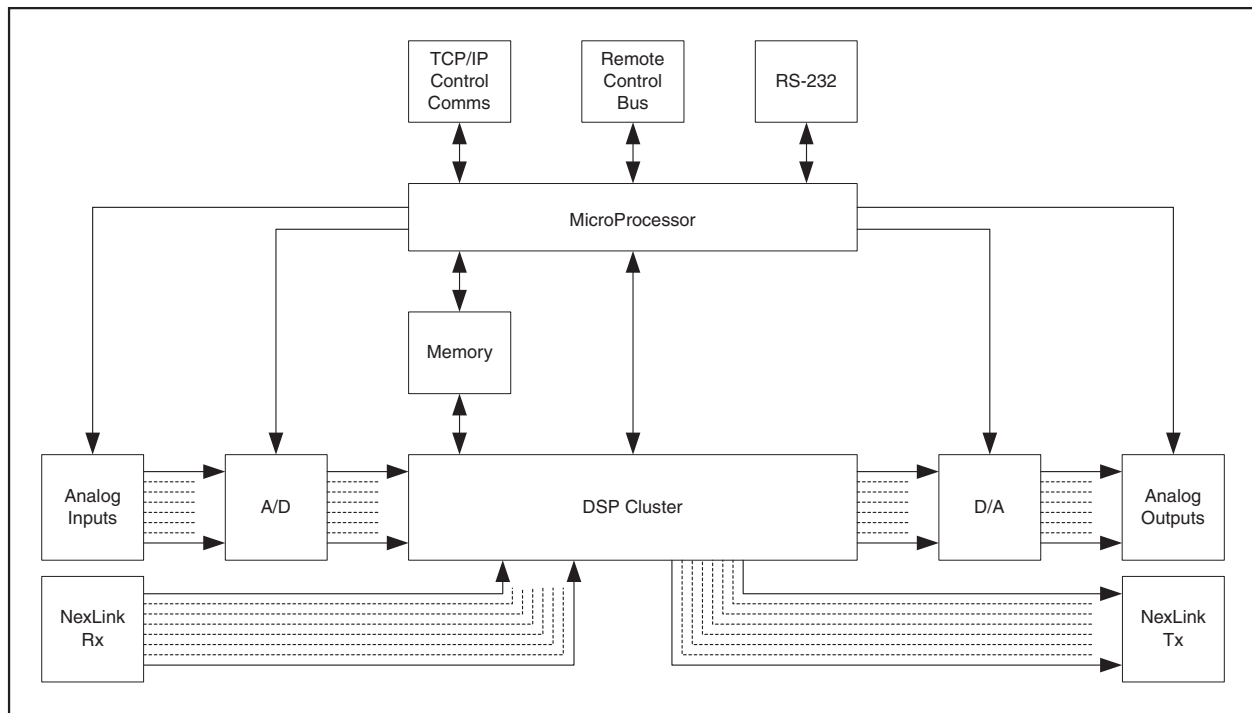 TCP/IP
Control
Comms
Remote
Control
Bus
RS-232
MicroProcessor
Memory
Analog
Inputs
A/D
DSP Cluster
D/A
Analog
Outputs
NexLink
Rx
NexLink
Tx